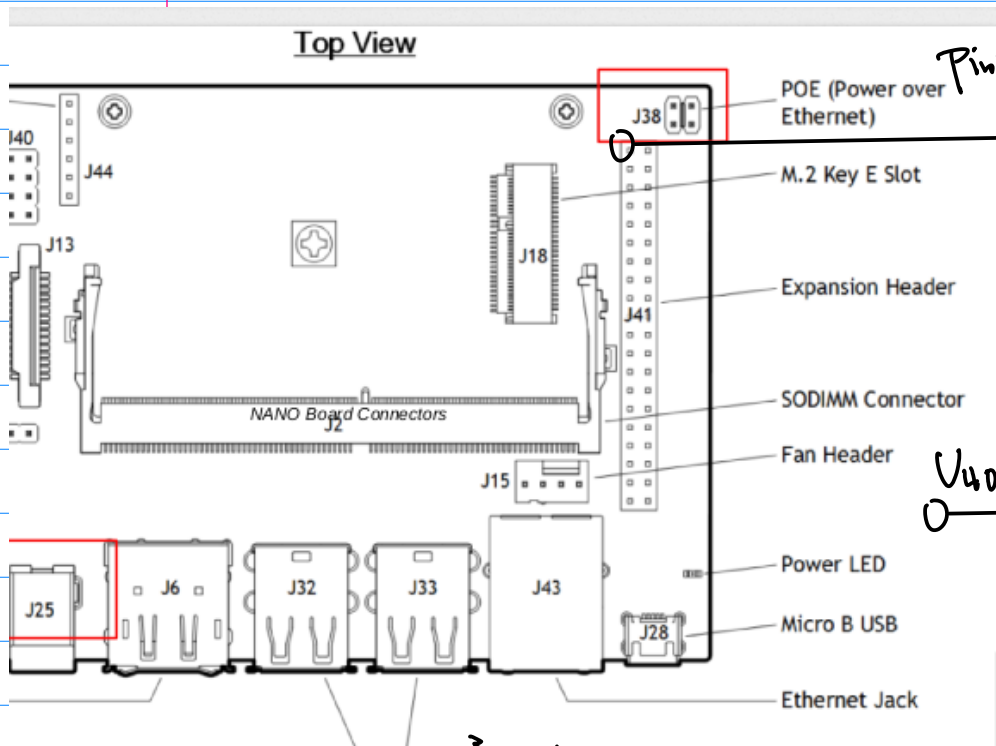 Top View
Pin
POE (Power over
Ethernet)
J38
J40
J44
M.2 Key E Slot
J13
J18
Expansion Header
J41
SODIMM Connector
NANO Board Connectors
J2
Fan Header
J15
Power LED
J25
J6
J32
J33
J43
J28
Micro B USB
Ethernet Jack